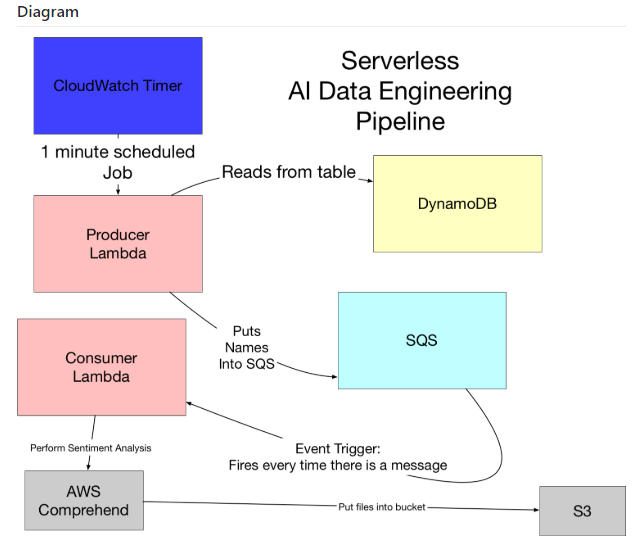 Diagram
CloudWatch Timer
Serverless
AI Data Engineering
Pipeline
1 minute scheduled
Job
Reads from table
DynamoDB
Producer
Lambda
Puts
Names
Into SQS
SQS
Consumer
Lambda
Event Trigger:
Fires every time there is a message
Perform Sentiment Analysis
AWS
Comprehend
Put files into bucket
S3